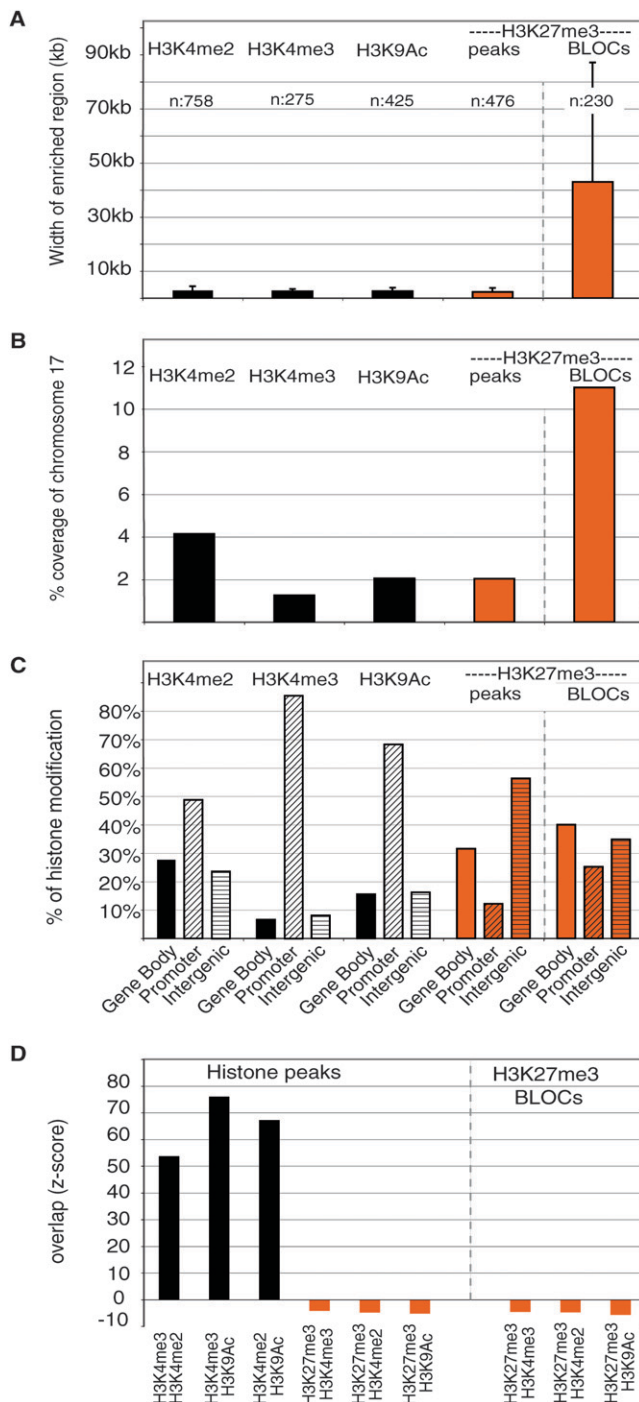 A
Width of enriched region (kb)
90kb
70kb
50kb
30kb
10kb
H3K4me2
H3K4me3
H3K9Ac
-----H3K27me3----
peaks
BLOCs
n:758
n:275
n:425
n:476
n:230
B
% coverage of chromosome 17
12
10
8
6
4
2
H3K4me2
H3K4me3
H3K9Ac
-----H3K27me3----
peaks
BLOCs
C
% of histone modification
80%
70%
60%
50%
40%
30%
20%
10%
H3K4me2
H3K4me3
H3K9Ac
-----H3K27me3----
peaks
BLOCs
Gene Body
Promoter
Intergenic
Gene Body
Promoter
Intergenic
Gene Body
Promoter
Intergenic
Gene Body
Promoter
Intergenic
Gene Body
Promoter
Intergenic
D
overlap (z-score)
80
70
60
50
40
30
20
10
0
-10
Histone peaks
H3K27me3
BLOCs
H3K4me3
H3K4me2
H3K4me3
H3K9Ac
H3K4me2
H3K9Ac
H3K27me3
H3K4me3
H3K27me3
H3K4me2
H3K27me3
H3K9Ac
H3K27me3
H3K4me3
H3K27me3
H3K4me2
H3K27me3
H3K9Ac